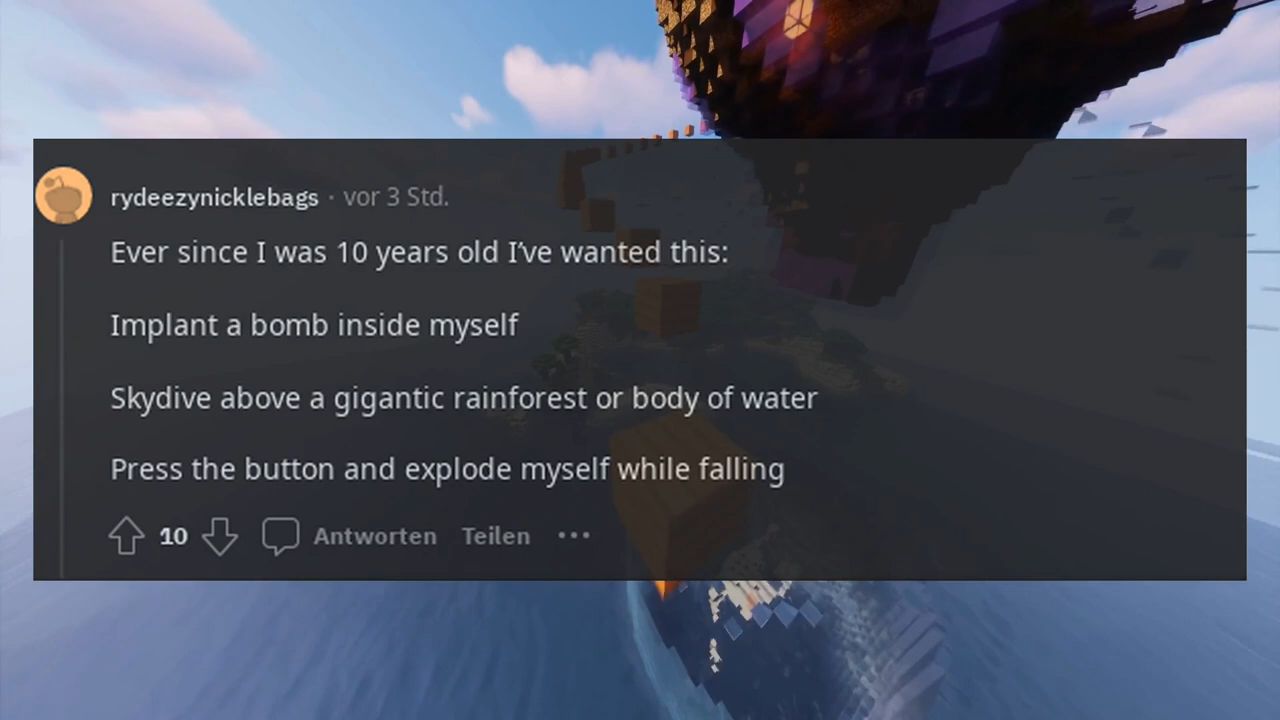 rydeezynicklebags · vor 3 Std.
Ever since I was 10 years old I’ve wanted this:
Implant a bomb inside myself
Skydive above a gigantic rainforest or body of water
Press the button and explode myself while falling
10 Antworten Teilen ···